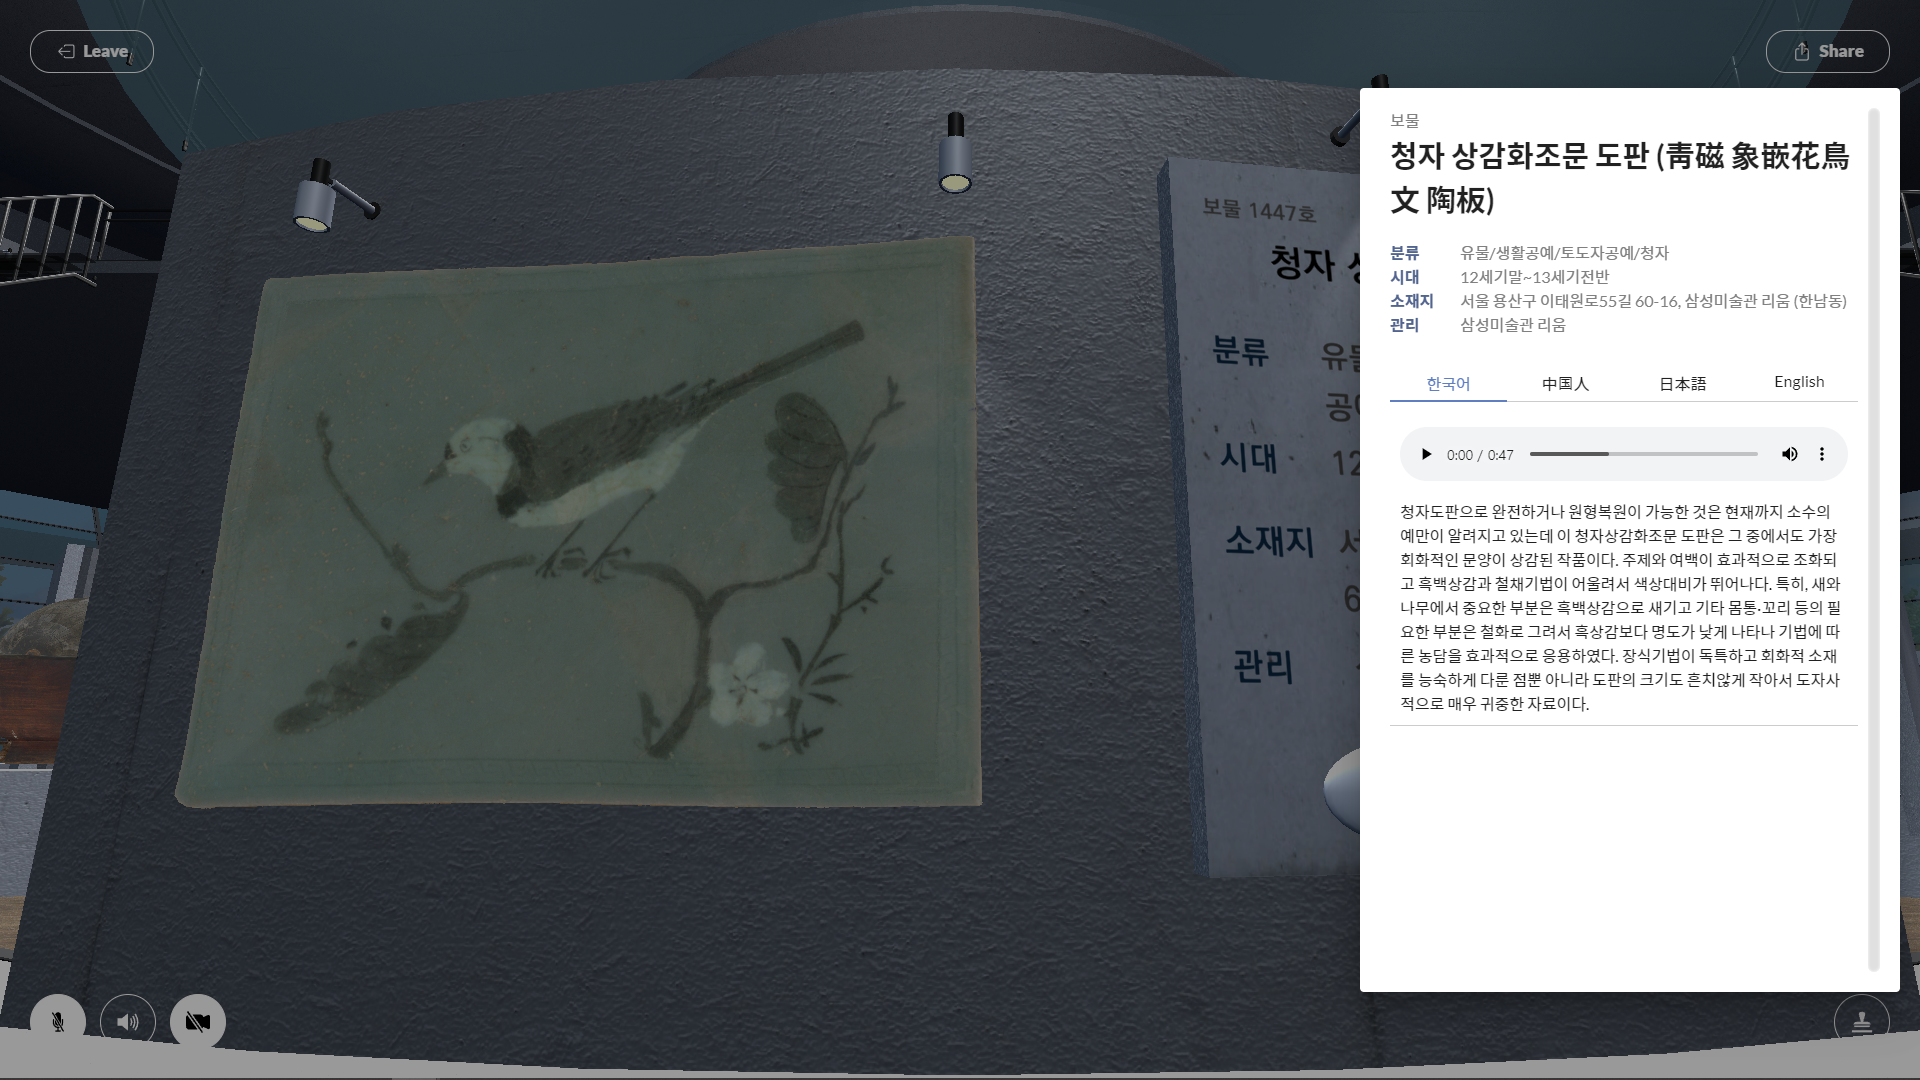 Leave
Share
보물 1447호
청자
분류
시대
12
소재지
6
관리
보물
청자 상감화조문 도판 (靑磁 象嵌花鳥
文 陶板)
분류 유물/생활공예/토도자공예/청자
시대 12세기말~13세기전반
소재지 서울 용산구 이태원로55길 60-16, 삼성미술관 리움 (한남동)
관리 삼성미술관 리움
한국어 中国人 日本語 English
0:00 / 0:47
청자도판으로 완전하거나 원형복원이 가능한 것은 현재까지 소수의
예만이 알려지고 있는데 이 청자상감화조문 도판은 그 중에서도 가장
회화적인 문양이 상감된 작품이다. 주제와 여백이 효과적으로 조화되
고 흑백상감과 철채기법이 어울려서 색상대비가 뛰어나다. 특히, 새와
나무에서 중요한 부분은 흑백상감으로 새기고 기타 몸통·꼬리 등의 필
요한 부분은 철화로 그려서 흑상감보다 명도가 낮게 나타나 기법에 따
른 농담을 효과적으로 응용하였다. 장식기법이 독특하고 회화적 소재
를 능숙하게 다룬 점뿐 아니라 도판의 크기도 흔치않게 작아서 도자사
적으로 매우 귀중한 자료이다.